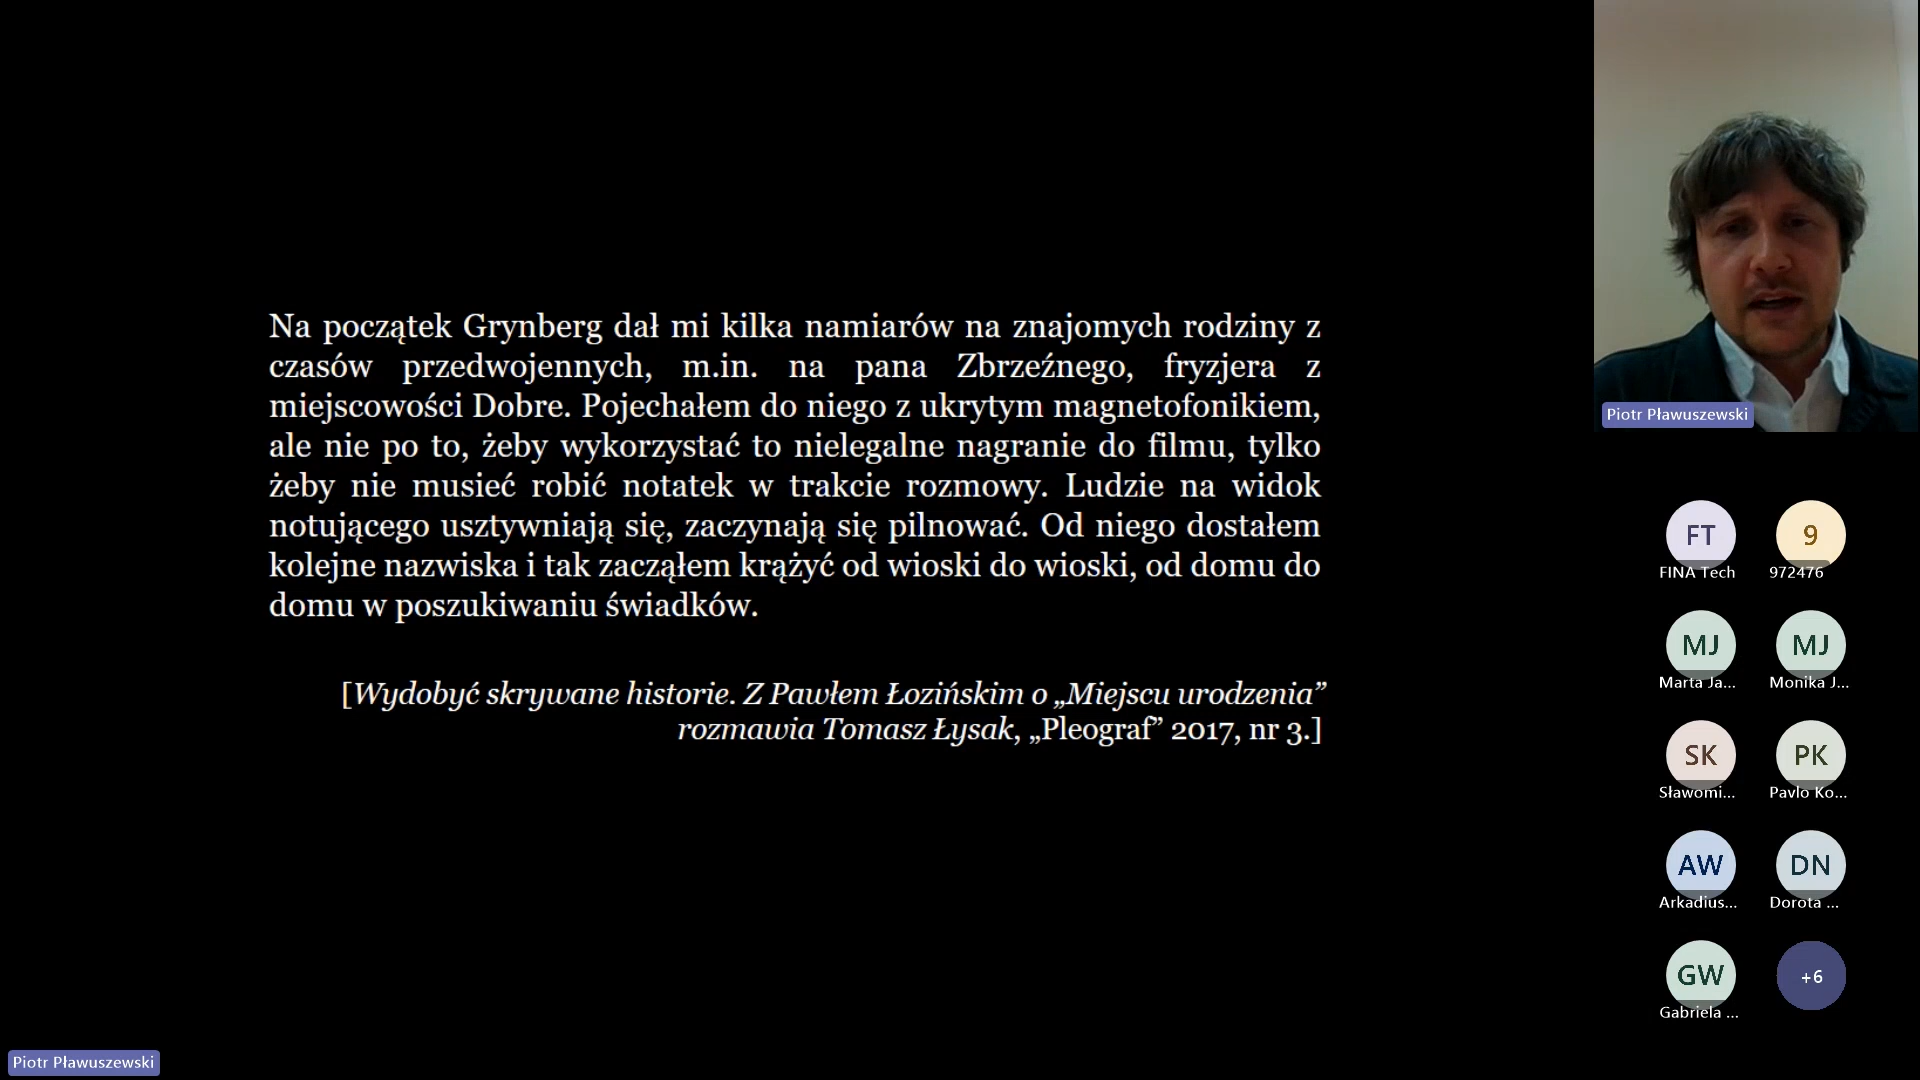 Na początek Grynberg dał mi kilka namiarów na znajomych rodziny z
czasów przedwojennych, m.in. na pana Zbrzeźnego, fryzjera z
miejscowości Dobre. Pojechałem do niego z ukrytym magnetofonikiem,
ale nie po to, żeby wykorzystać to nielegalne nagranie do filmu, tylko
żeby nie musieć robić notatek w trakcie rozmowy. Ludzie na widok
notującego usztywniają się, zaczynają się pilnować. Od niego dostałem
kolejne nazwiska i tak zacząłem krążyć od wioski do wioski, od domu do
domu w poszukiwaniu świadków.
[Wydobyć skrywane historie. Z Pawłem Łozińskim o „Miejscu urodzenia”
rozmawia Tomasz Łysak, „Pleograf” 2017, nr 3.]
Piotr Pławuszewski
FT
FINA Tech
9
972476
MJ
Marta Ja...
MJ
Monika J...
SK
Sławomi...
PK
Pavlo Ko...
AW
Arkadius...
DN
Dorota ...
GW
Gabriela ...
+6
Piotr Pławuszewski